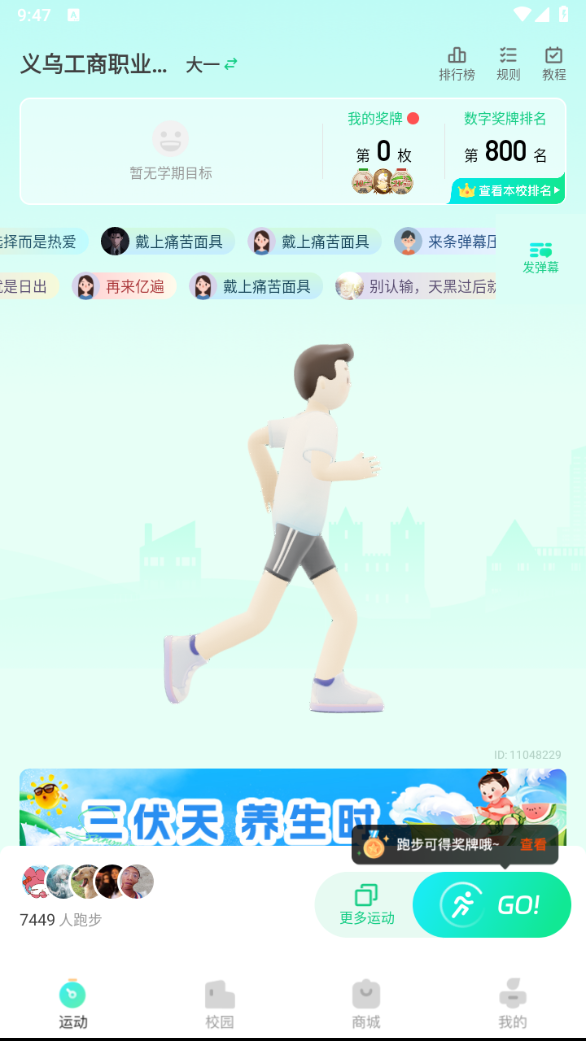 9:47
义乌工商职业... 大一
排行榜 规则 教程
我的奖牌 数字奖牌排名
第 0 枚 第 800 名
暂无学期目标
查看本校排名
择而是热爱 戴上痛苦面具 戴上痛苦面具 来条弹幕
发弹幕
是日出 再来亿遍 戴上痛苦面具 别认输，天黑过后
ID: 11048229
三伏天 养生时
跑步可得奖牌哦~ 查看
7449 人跑步
更多运动 GO!
运动 校园 商城 我的